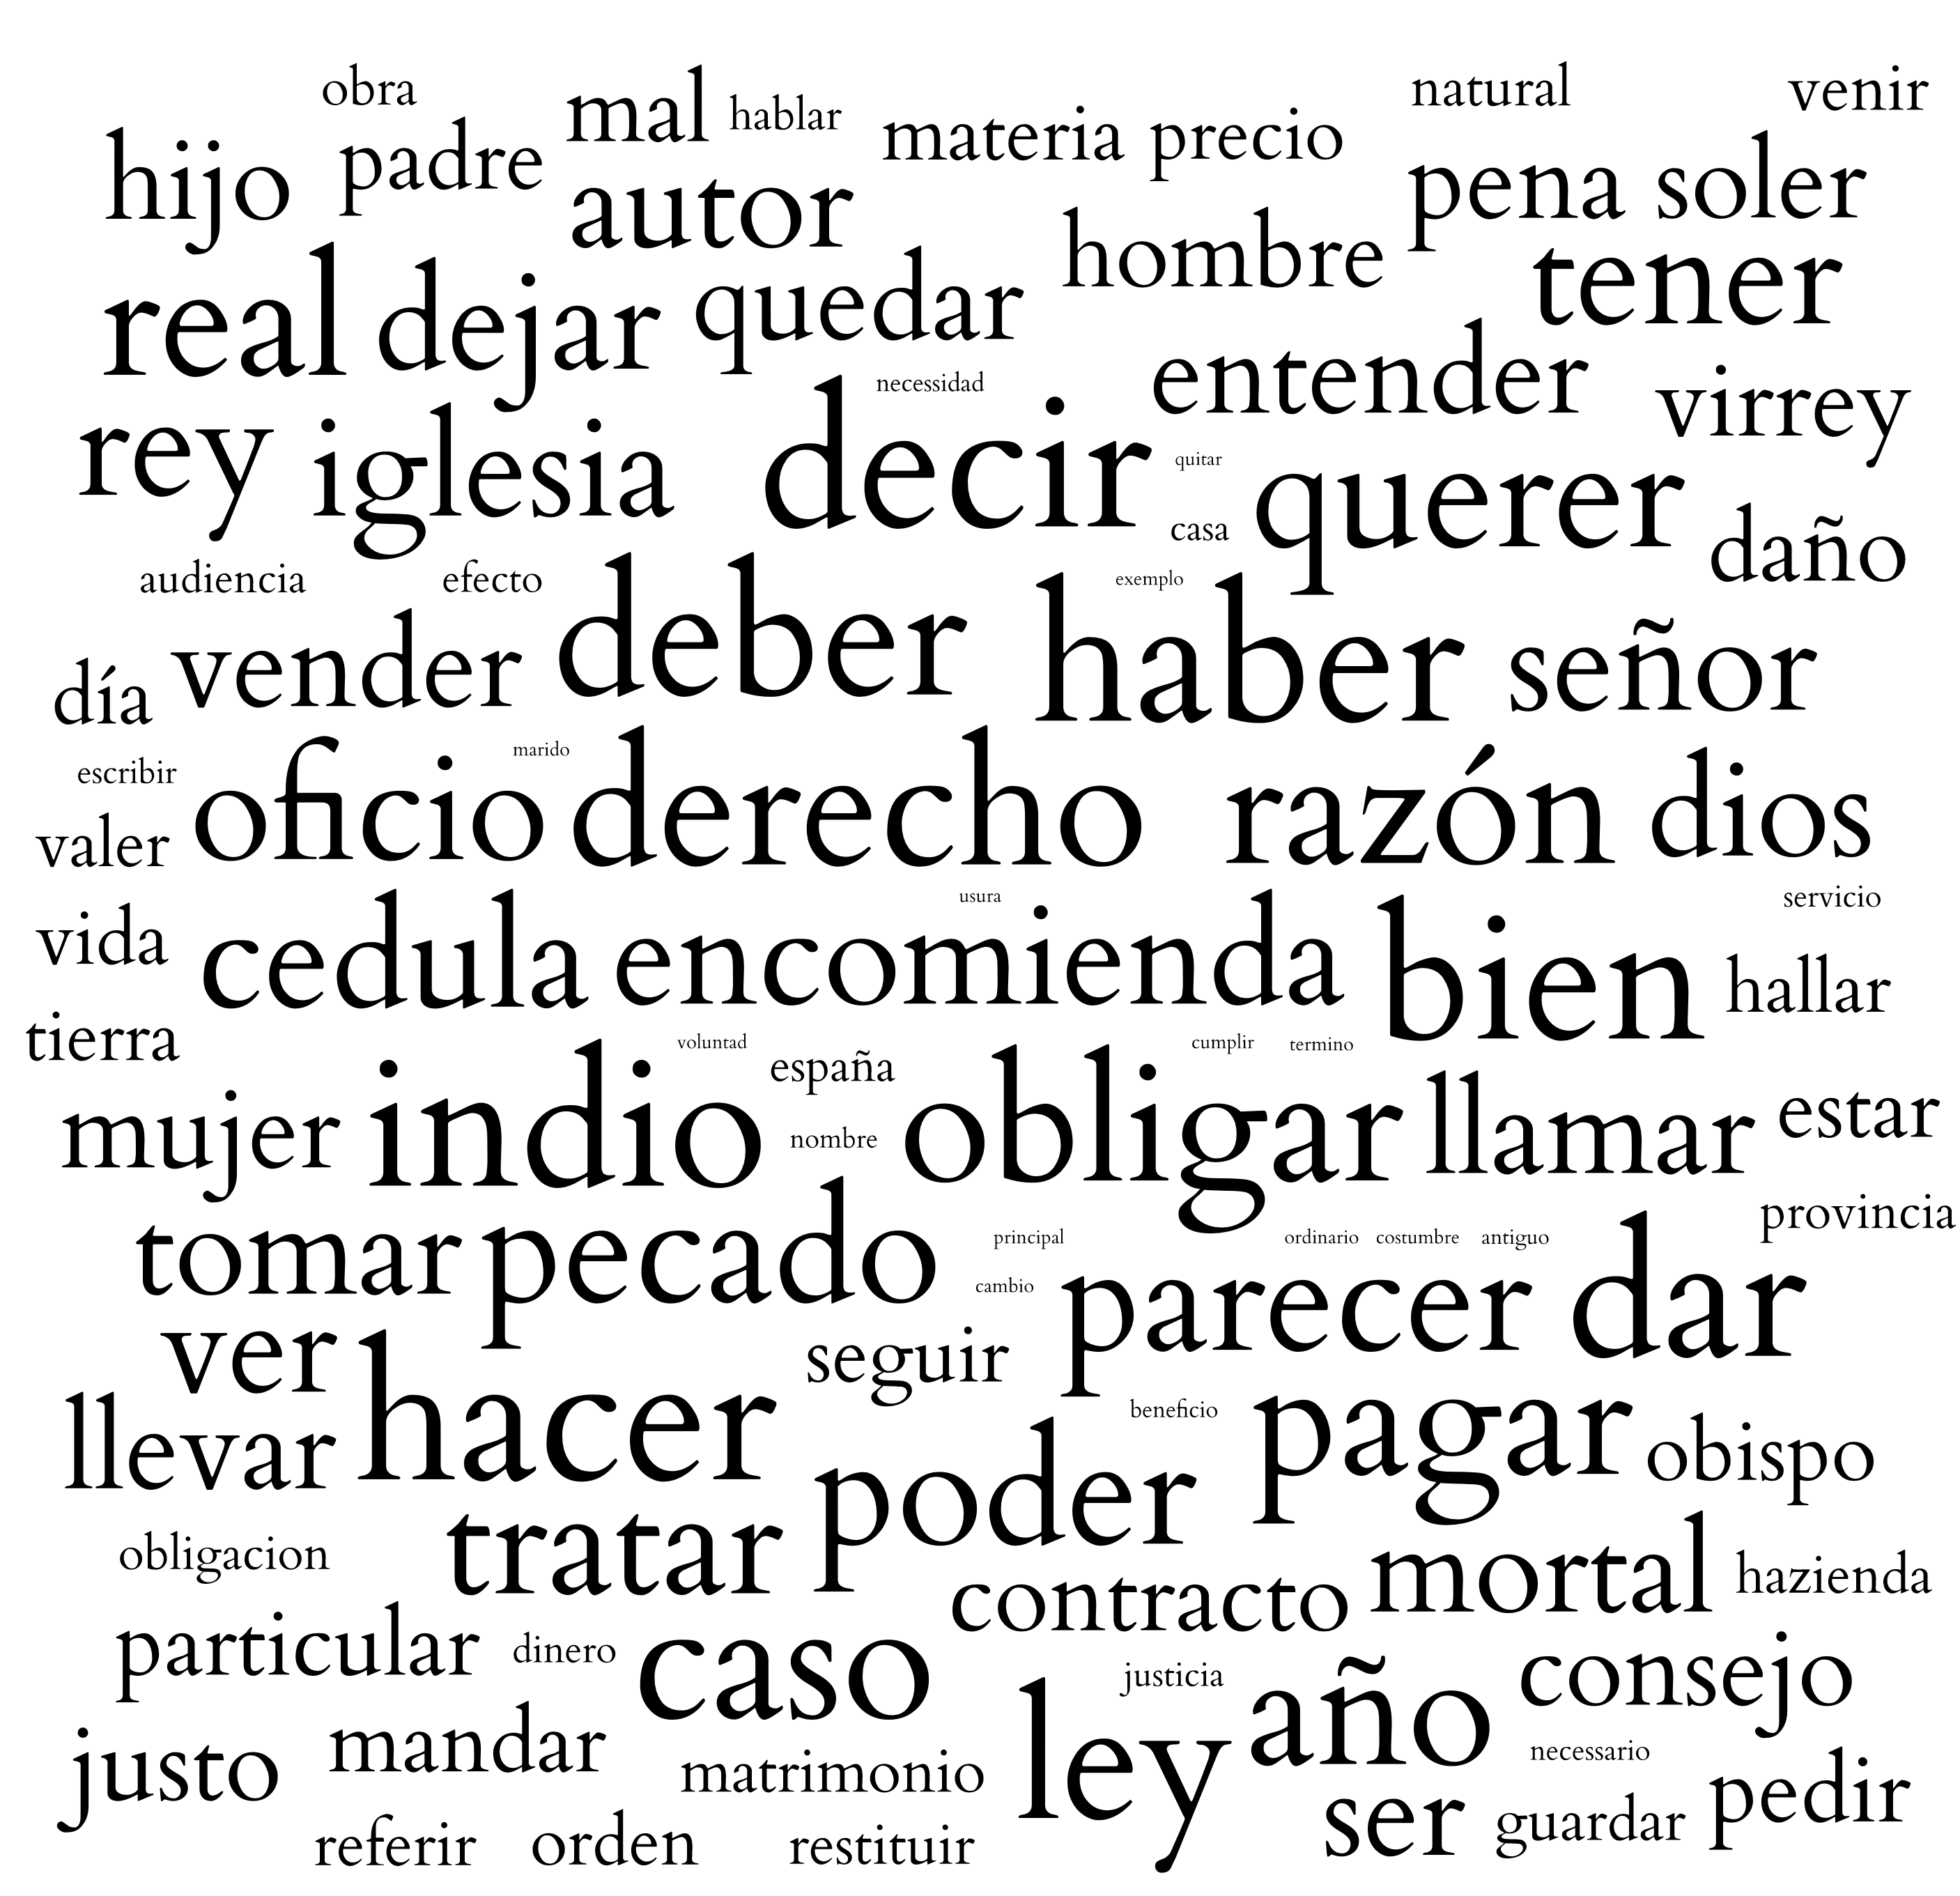 obra mal hablar natural venir
hijo padre autor materia precio pena soler
real dejar quedar hombre tener
necessidad entender virrey
rey iglesia decir quitar querer
casa daño
audiencia efecto deber haber exemplo señor
día vender
escribir oficio marido derecho razón dios
valer
vida cedula encomienda usura bien servicio
hallar
tierra voluntad españa cumplir termino
mujer indio nombre obligar llamar estar
tomar pecado principal ordinario costumbre antiguo provincia
cambio parecer dar
ver hacer seguir
llevar poder beneficio pagar obispo
obligacion tratar contracto mortal hazienda
particular dinero caso justicia consejo
justo mandar matrimonio ley año necessario
referir orden restituir ser guardar pedir